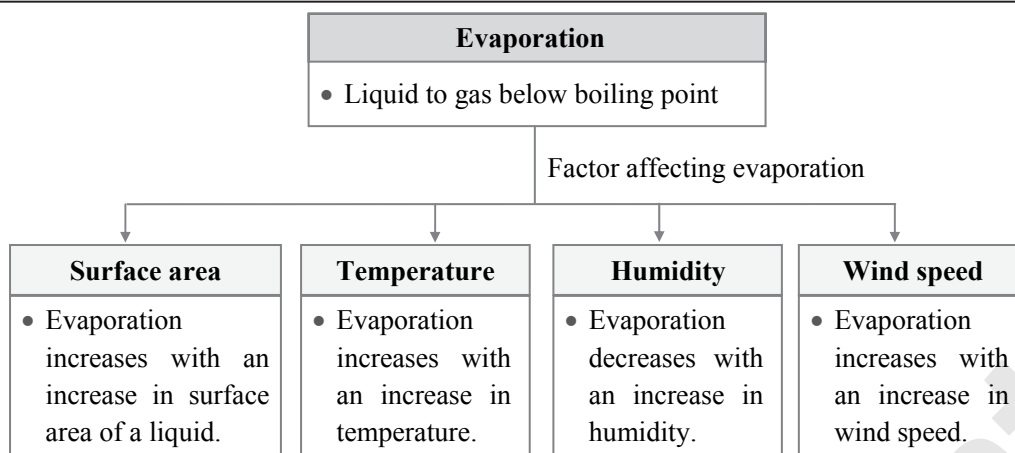 Evaporation
• Liquid to gas below boiling point
Factor affecting evaporation
Surface area
• Evaporation
increases with an
increase in surface
area of a liquid.
Temperature
• Evaporation
increases with
an increase in
temperature.
Humidity
• Evaporation
decreases with
an increase in
humidity.
Wind speed
• Evaporation
increases with
an increase in
wind speed.